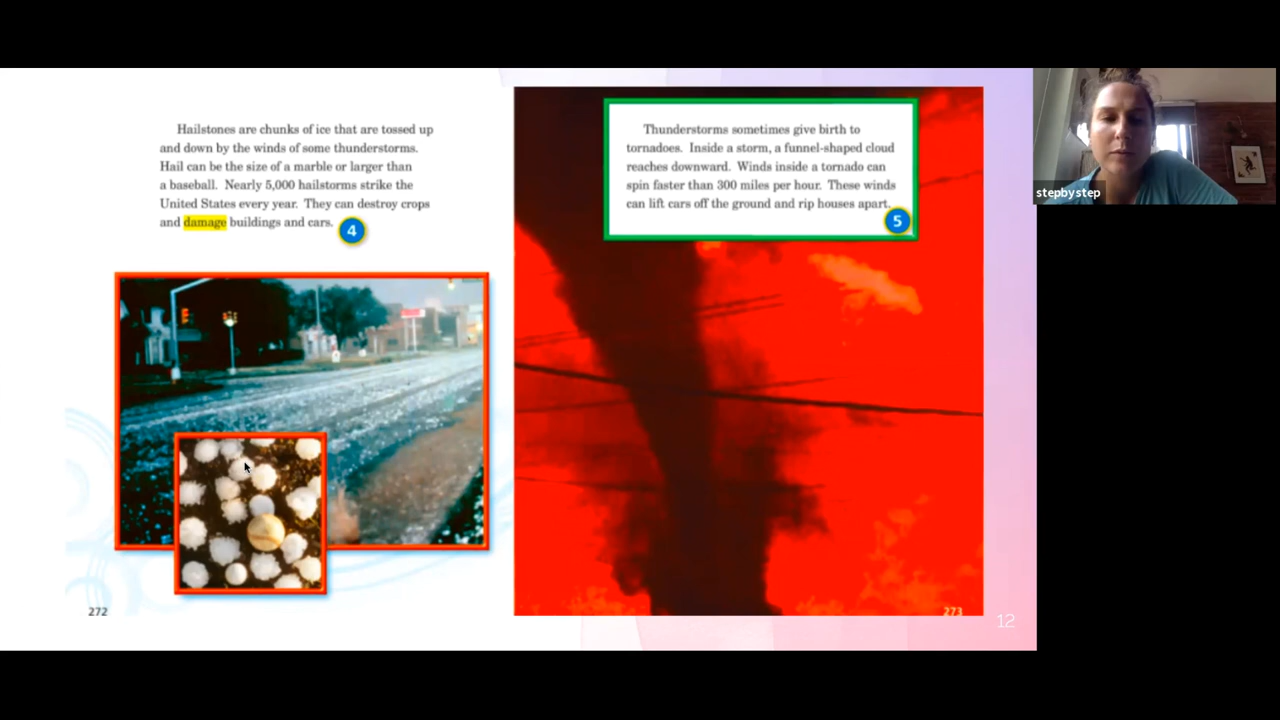 Hailstones are chunks of ice that are tossed up
and down by the winds of some thunderstorms.
Hail can be the size of a marble or larger than
a baseball. Nearly 5,000 hailstorms strike the
United States every year. They can destroy crops
and damage buildings and cars.
4
272
Thunderstorms sometimes give birth to
tornadoes. Inside a storm, a funnel-shaped cloud
reaches downward. Winds inside a tornado can
spin faster than 300 miles per hour. These winds
can lift cars off the ground and rip houses apart.
5
273
12
stepbystep